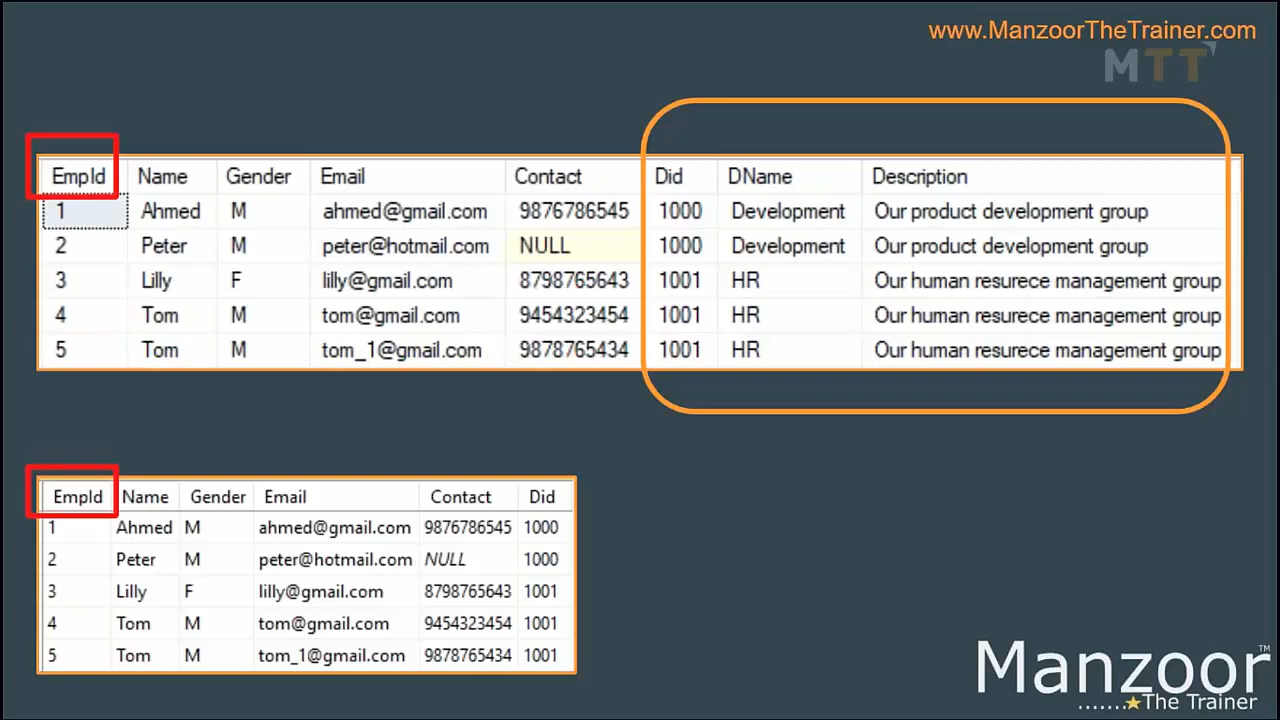 www.ManzoorTheTrainer.com
MTT
EmpId Name Gender Email Contact Did DName Description
1 Ahmed M ahmed@gmail.com 9876786545 1000 Development Our product development group
2 Peter M peter@hotmail.com NULL 1000 Development Our product development group
3 Lilly F lilly@gmail.com 8798765643 1001 HR Our human resurece management group
4 Tom M tom@gmail.com 9454323454 1001 HR Our human resurece management group
5 Tom M tom_1@gmail.com 9878765434 1001 HR Our human resurece management group
EmpId Name Gender Email Contact Did
1 Ahmed M ahmed@gmail.com 9876786545 1000
2 Peter M peter@hotmail.com NULL 1000
3 Lilly F lilly@gmail.com 8798765643 1001
4 Tom M tom@gmail.com 9454323454 1001
5 Tom M tom_1@gmail.com 9878765434 1001
Manzoor™
.......★The Trainer